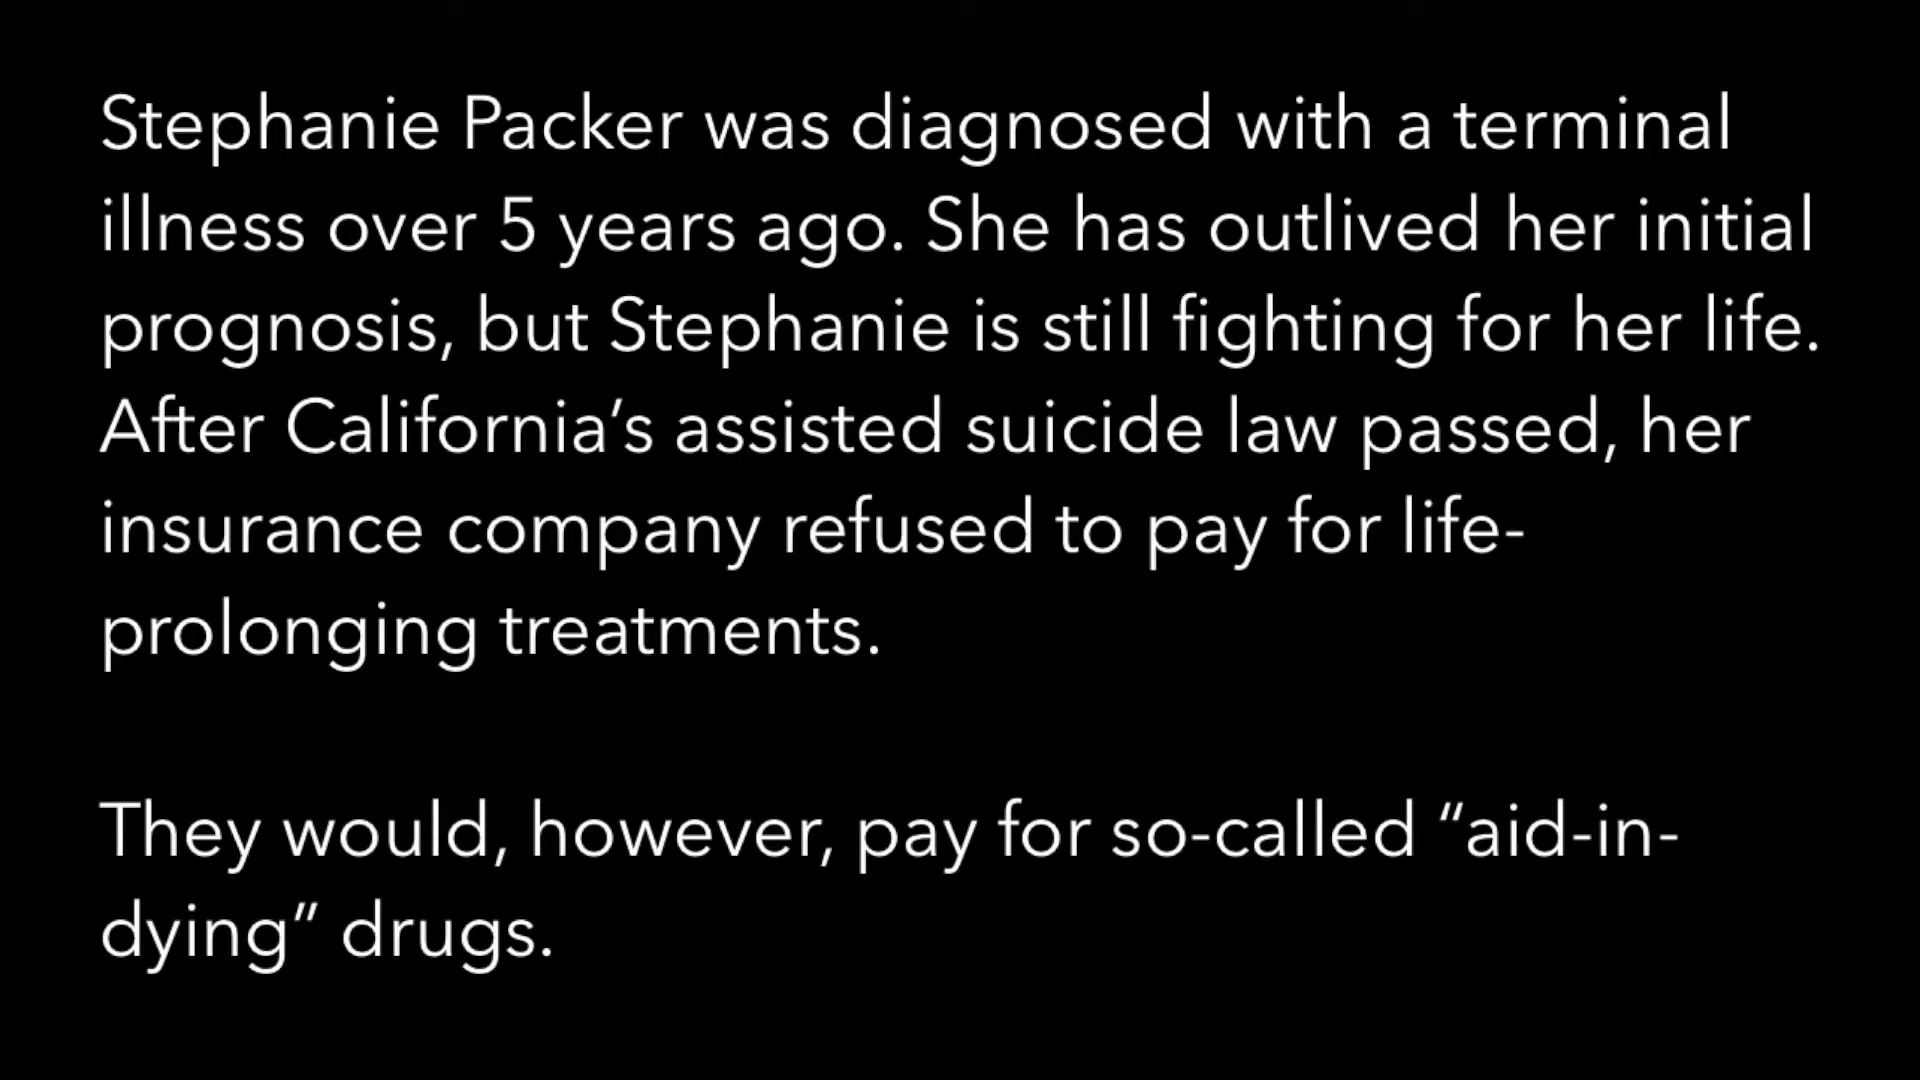 Stephanie Packer was diagnosed with a terminal
illness over 5 years ago. She has outlived her initial
prognosis, but Stephanie is still fighting for her life.
After California’s assisted suicide law passed, her
insurance company refused to pay for life-
prolonging treatments.
They would, however, pay for so-called “aid-in-
dying” drugs.